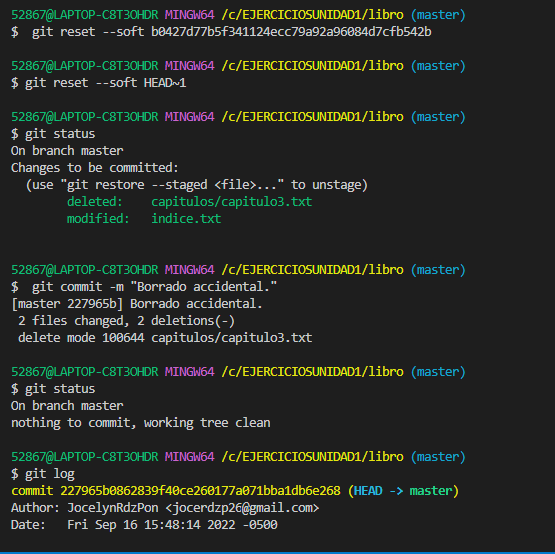 52867@LAPTOP-C8T3OHDR MINGW64 /c/EJERCICIOSUNIDAD1/libro (master)
$  git reset --soft b0427d77b5f341124ecc79a92a96084d7cfb542b
52867@LAPTOP-C8T3OHDR MINGW64 /c/EJERCICIOSUNIDAD1/libro (master)
$ git reset --soft HEAD~1
52867@LAPTOP-C8T3OHDR MINGW64 /c/EJERCICIOSUNIDAD1/libro (master)
$ git status
On branch master
Changes to be committed:
  (use "git restore --staged <file>..." to unstage)
        deleted:    capitulos/capitulo3.txt
        modified:   indice.txt
52867@LAPTOP-C8T3OHDR MINGW64 /c/EJERCICIOSUNIDAD1/libro (master)
$  git commit -m "Borrado accidental."
[master 227965b] Borrado accidental.
 2 files changed, 2 deletions(-)
 delete mode 100644 capitulos/capitulo3.txt
52867@LAPTOP-C8T3OHDR MINGW64 /c/EJERCICIOSUNIDAD1/libro (master)
$ git status
On branch master
nothing to commit, working tree clean
52867@LAPTOP-C8T3OHDR MINGW64 /c/EJERCICIOSUNIDAD1/libro (master)
$ git log
commit 227965b0862839f40ce260177a071bba1db6e268 (HEAD -> master)
Author: JocelynRdzPon <jocerdzp26@gmail.com>
Date:   Fri Sep 16 15:48:14 2022 -0500